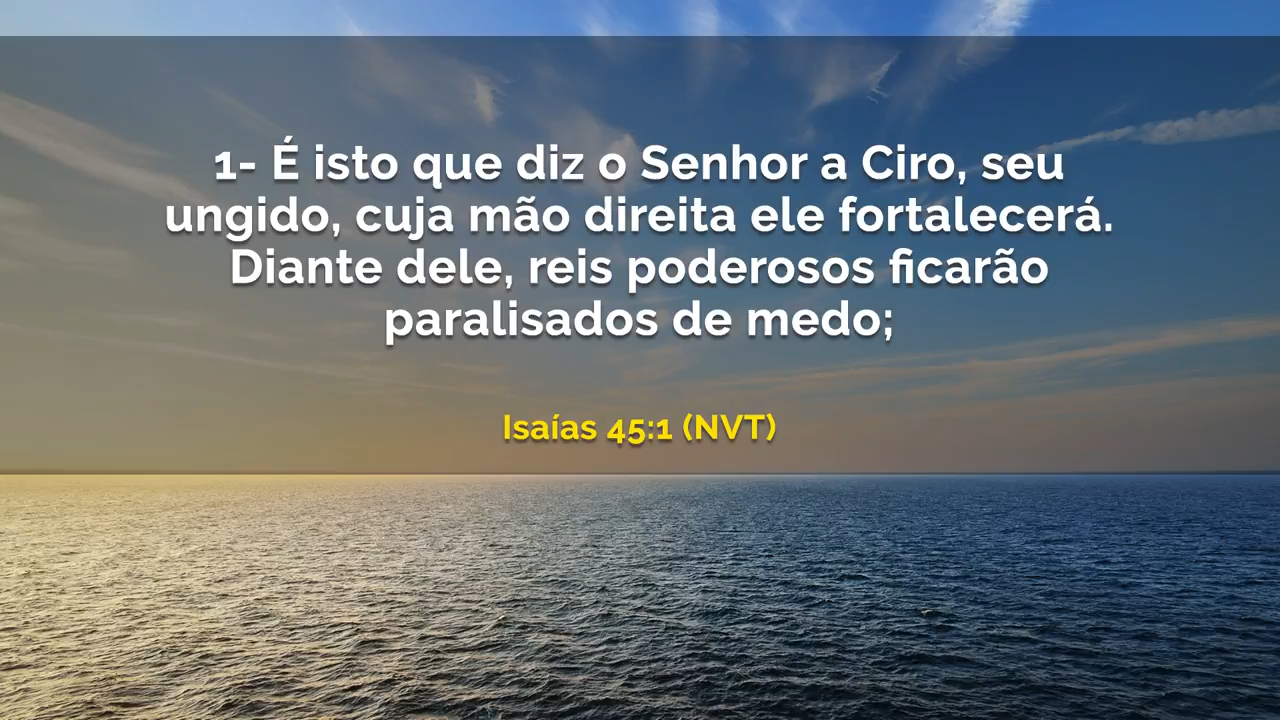 1- É isto que diz o Senhor a Ciro, seu
ungido, cuja mão direita ele fortalecerá.
Diante dele, reis poderosos ficarão
paralisados de medo;
Isaías 45:1 (NVT)